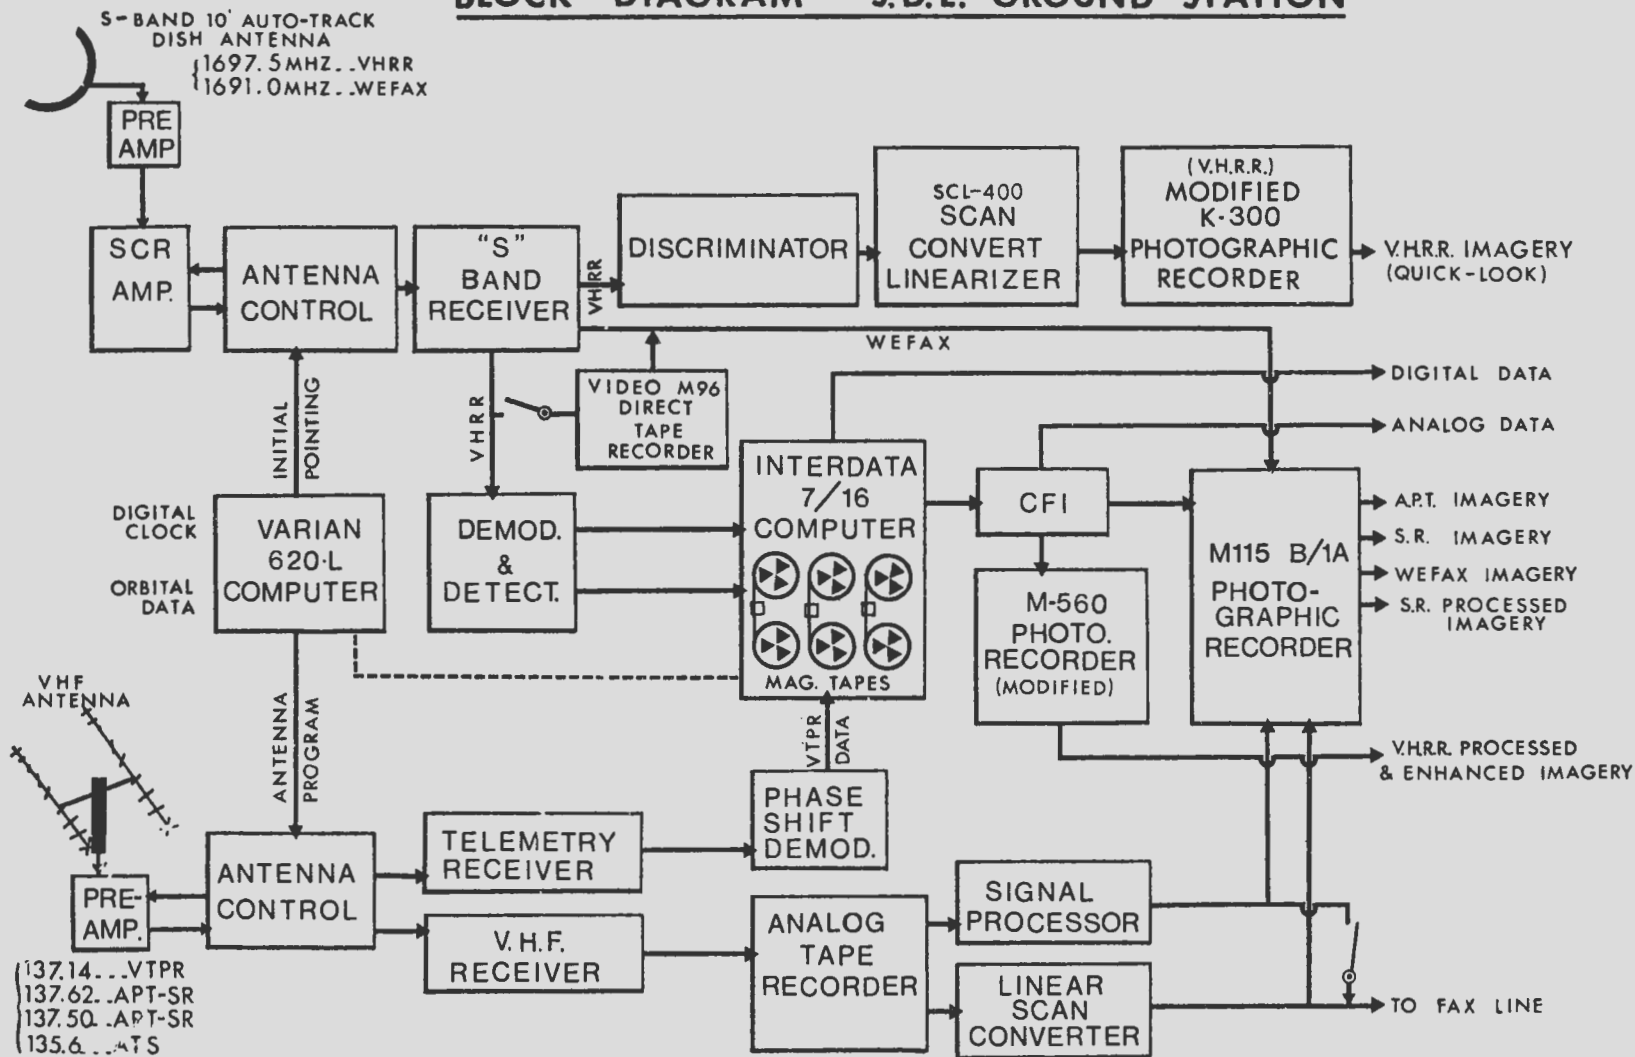 BLOCK DIAGRAM S.D.L. GROUND STATION
S-BAND 10' AUTO-TRACK
DISH ANTENNA
1697.5MHZ..VHRR
1691.0MHZ..WEFAX
PRE
AMP
SCR
AMP.
ANTENNA
CONTROL
"S"
BAND
RECEIVER
VHRR
DISCRIMINATOR
SCL-400
SCAN
CONVERT
LINEARIZER
(V.H.R.R.)
MODIFIED
K-300
PHOTOGRAPHIC
RECORDER
V.H.R.R. IMAGERY
(QUICK-LOOK)
WEFAX
INITIAL
POINTING
VHRR
VIDEO M96
DIRECT
TAPE
RECORDER
DIGITAL DATA
ANALOG DATA
DIGITAL
CLOCK
ORBITAL
DATA
VARIAN
620-L
COMPUTER
DEMOD.
&
DETECT.
INTERDATA
7/16
COMPUTER
MAG. TAPES
CFI
M-560
PHOTO.
RECORDER
(MODIFIED)
M115 B/1A
PHOTO-
GRAPHIC
RECORDER
A.P.T. IMAGERY
S.R. IMAGERY
WEFAX IMAGERY
S.R. PROCESSED
IMAGERY
V.H.R.R. PROCESSED
& ENHANCED IMAGERY
VHF
ANTENNA
ANTENNA
PROGRAM
VTPR
DATA
PRE-
AMP.
ANTENNA
CONTROL
TELEMETRY
RECEIVER
V.H.F.
RECEIVER
PHASE
SHIFT
DEMOD.
ANALOG
TAPE
RECORDER
SIGNAL
PROCESSOR
LINEAR
SCAN
CONVERTER
TO FAX LINE
137.14...VTPR
137.62..APT-SR
137.50..APT-SR
135.6...ATS